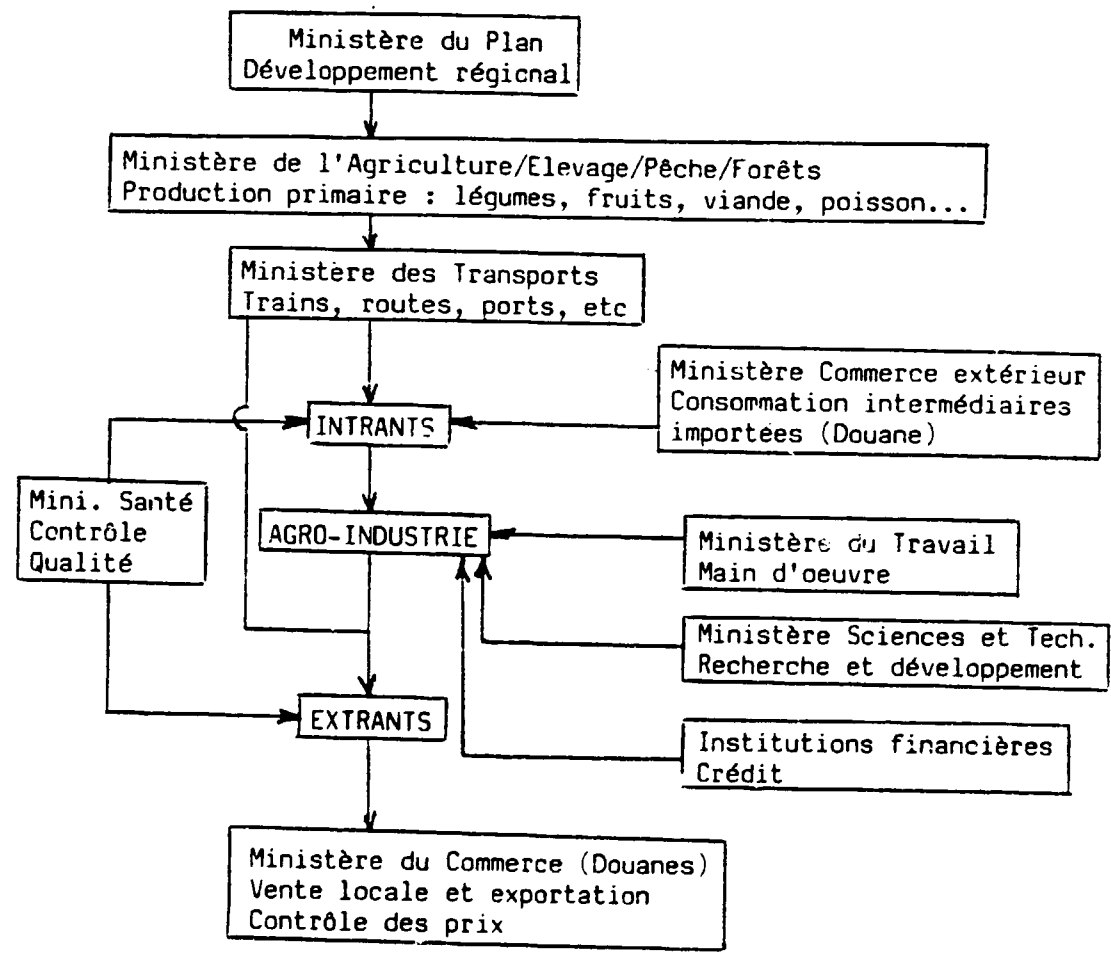 Ministère du Plan
Développement régional
Ministère de l'Agriculture/Elevage/Pêche/Forêts
Production primaire : légumes, fruits, viande, poisson...
Ministère des Transports
Trains, routes, ports, etc
Ministère Commerce extérieur
Consommation intermédiaires
importées (Douane)
INTRANTS
Mini. Santé
Contrôle
Qualité
AGRO-INDUSTRIE
Ministère du Travail
Main d'oeuvre
Ministère Sciences et Tech.
Recherche et développement
EXTRANTS
Institutions financières
Crédit
Ministère du Commerce (Douanes)
Vente locale et exportation
Contrôle des prix